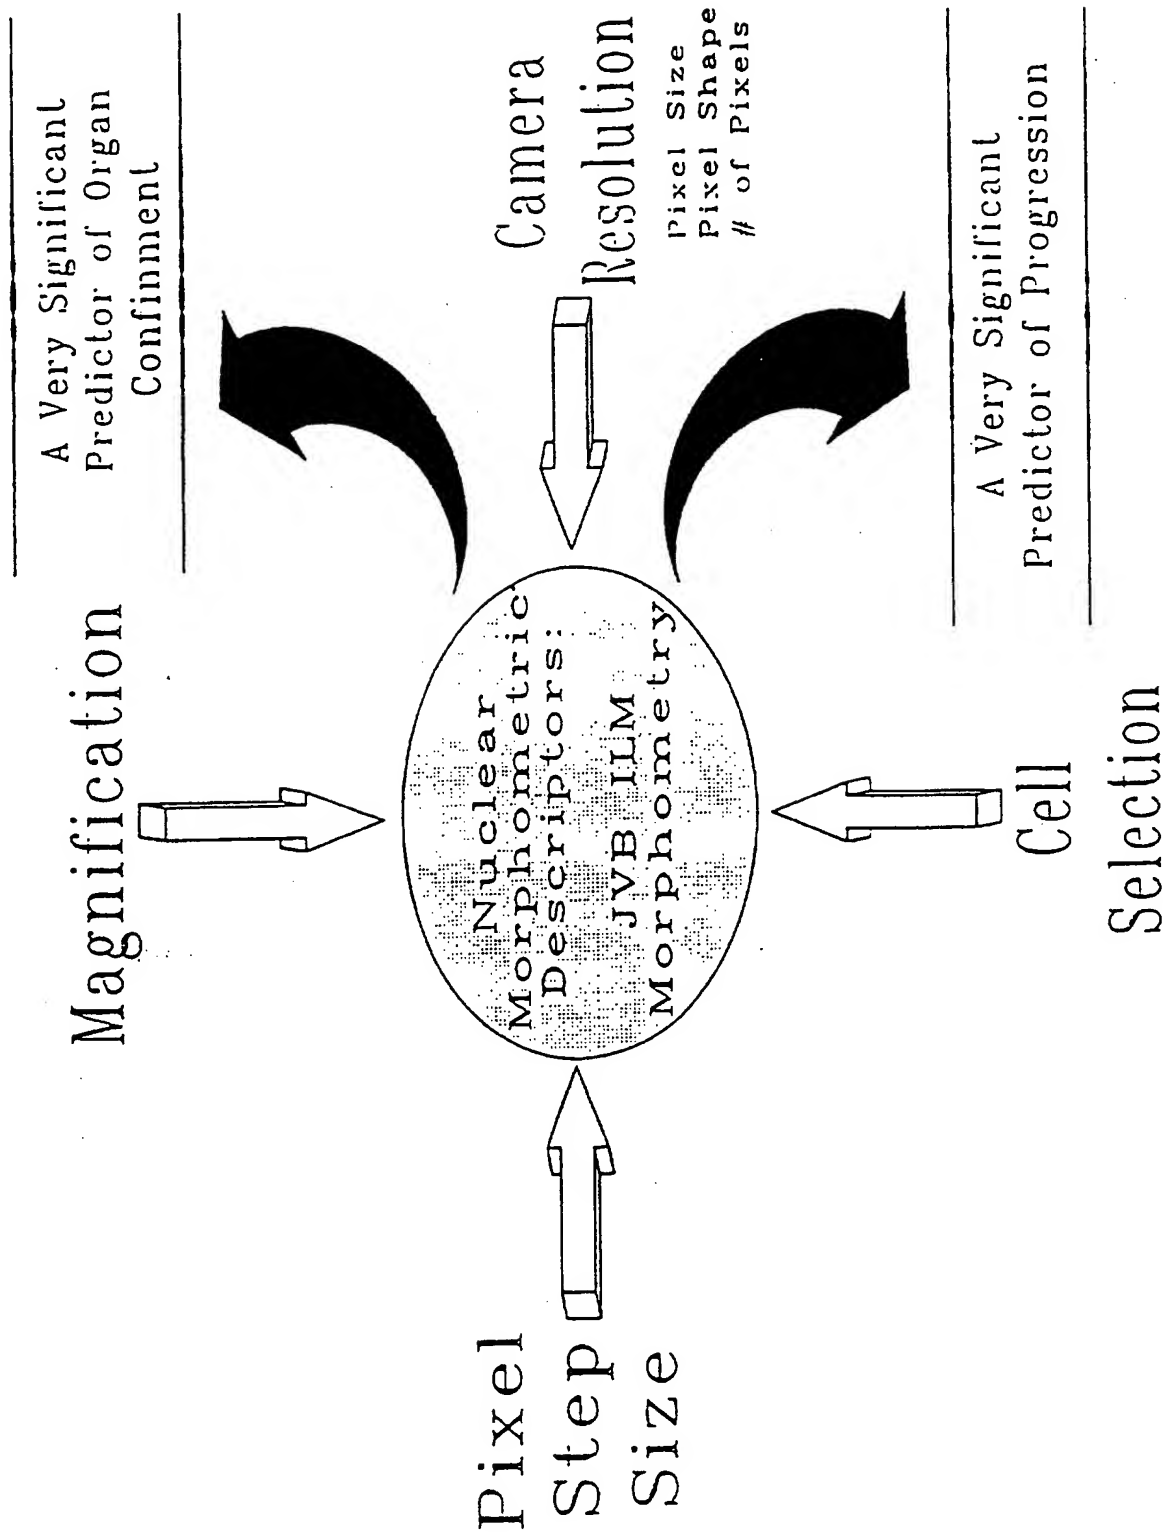 Magnification
A Very Significant
Predictor of Organ
Confinment
Pixel
Step
Size
Nuclear
Morphometric
Descriptors:
JVB ILM
Morphometry
Camera
Resolution
Pixel Size
Pixel Shape
# of Pixels
Cell
Selection
A Very Significant
Predictor of Progression